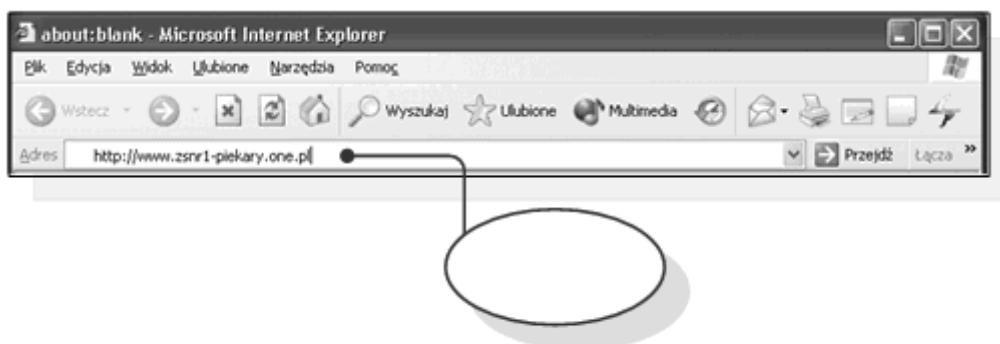 about:blank - Microsoft Internet Explorer
Plik Edycja Widok Ulubione Narzędzia Pomoc
Wstecz Wyszukaj Ulubione Multimedia
Adres http://www.zsnr1-piekary.one.pl Przejdź Łącza »